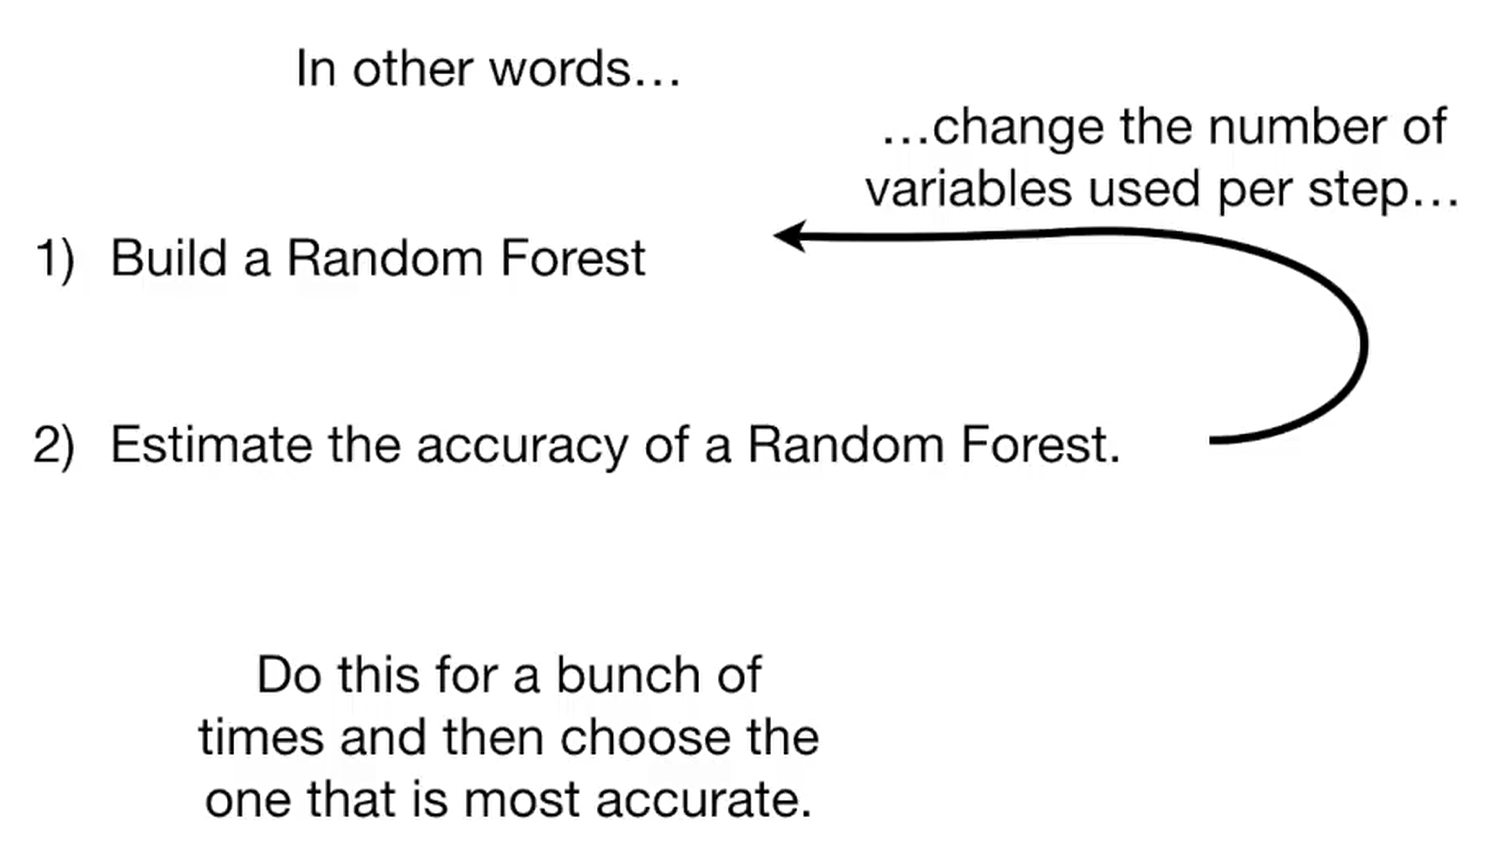 In other words…
…change the number of
variables used per step…
1) Build a Random Forest
2) Estimate the accuracy of a Random Forest.
Do this for a bunch of
times and then choose the
one that is most accurate.